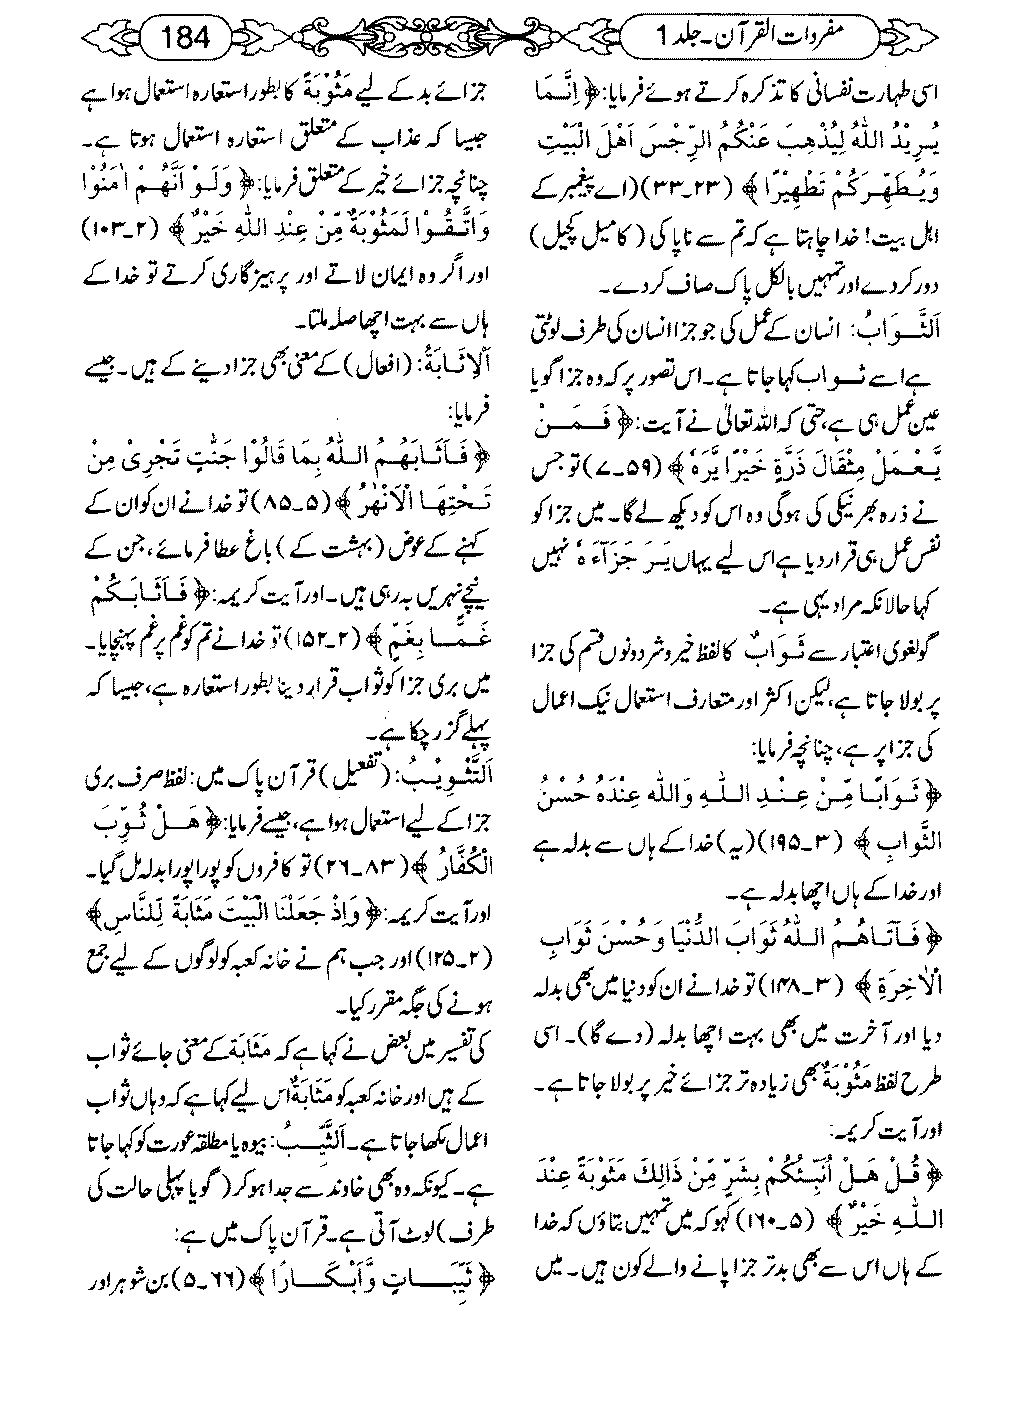 مفردات القرآن۔ جلد 1
184
اسی طہارت نفسانی کا تذکرہ کرتے ہوئے فرمایا: ﴿ اِنَّمَا
يُرِيْدُ اللّٰهُ لِيُذْهِبَ عَنْكُمُ الرِّجْسَ اَهْلَ الْبَيْتِ
وَيُطَهِّرَكُمْ تَطْهِيْرًا ﴾ (۲۳۔۳۳) (اے پیغمبر کے
اہل بیت! خدا چاہتا ہے کہ تم سے ناپاکی (کا میل کچیل)
دور کردے اور تمہیں بالکل پاک صاف کردے۔
اَلثَّوَابُ: انسان کے عمل کی جو جزا انسان کی طرف لوٹتی
ہے اسے ثواب کہا جاتا ہے۔ اس تصور پر کہ وہ جزا گویا
عین عمل ہی ہے، حتی کہ اللہ تعالیٰ نے آیت: ﴿ فَمَنْ
يَّعْمَلْ مِثْقَالَ ذَرَّةٍ خَيْرًا يَّرَهٗ ﴾ (۵۹۔۷) تو جس
نے ذرہ بھر نیکی کی ہوگی وہ اس کو دیکھ لے گا۔ میں جزا کو
نفس عمل ہی قرار دیا ہے اس لیے یہاں يَرَ جَزَآءَهٗ نہیں
کہا حالانکہ مراد یہی ہے۔
گو لغوی اعتبار سے ثَوَابٌ کا لفظ خیر و شر دونوں قسم کی جزا
پر بولا جاتا ہے، لیکن اکثر اور متعارف استعمال نیک اعمال
کی جزا پر ہے، چنانچہ فرمایا:
﴿ ثَوَابًا مِّنْ عِنْدِ اللّٰهِ وَاللّٰه عِنْدَهُ حُسْنُ
الثَّوَابِ ﴾ (۳۔۱۹۵) (یہ) خدا کے ہاں سے بدلہ ہے
اور خدا کے ہاں اچھا بدلہ ہے۔
﴿ فَاٰتَاهُمُ اللّٰهُ ثَوَابَ الدُّنْيَا وَحُسْنَ ثَوَابِ
الْاٰخِرَةِ ﴾ (۳۔۱۴۸) تو خدا نے ان کو دنیا میں بھی بدلہ
دیا اور آخرت میں بھی بہت اچھا بدلہ (دے گا)۔ اسی
طرح لفظ مَثُوْبَةٌ بھی زیادہ تر جزائے خیر پر بولا جاتا ہے۔
اور آیت کریمہ:
﴿ قُلْ هَلْ اُنَبِّئُكُمْ بِشَرٍّ مِّنْ ذَالِكَ مَثُوْبَةً عِنْدَ
اللّٰهِ خَيْرٌ ﴾ (۵۔۱۶۰) کہو کہ میں تمہیں بتاؤں کہ خدا
کے ہاں اس سے بھی بدتر جزا پانے والے کون ہیں۔ میں
جزائے بد کے لیے مَثُوْبَةٌ کا بطور استعارہ استعمال ہوا ہے
جیسا کہ عذاب کے متعلق استعارہ استعمال ہوتا ہے۔
چنانچہ جزائے خیر کے متعلق فرمایا: ﴿ وَلَوْ اَنَّهُمْ اٰمَنُوْا
وَاتَّقَوْا لَمَثُوْبَةٌ مِّنْ عِنْدِ اللّٰهِ خَيْرٌ ﴾ (۲۔۱۰۳)
اور اگر وہ ایمان لاتے اور پرہیزگاری کرتے تو خدا کے
ہاں سے بہت اچھا صلہ ملتا۔
اَلْاِثَابَةُ: (افعال) کے معنی بھی جزا دینے کے ہیں۔ جیسے
فرمایا:
﴿ فَاَثَابَهُمُ اللّٰهُ بِمَا قَالُوْا جَنّٰتٍ تَجْرِیْ مِنْ
تَحْتِهَا الْاَنْهٰرُ ﴾ (۵۔۸۵) تو خدا نے ان کو ان کے
کہنے کے عوض (بہشت کے) باغ عطا فرمائے، جن کے
نیچے نہریں بہ رہی ہیں۔ اور آیت کریمہ: ﴿ فَاَثَابَكُمْ
غَمًّا بِغَمٍّ ﴾ (۲۔۱۵۲) تو خدا نے تم کو غم پر غم پہنچایا۔
میں بری جزا کو ثواب قرار دینا بطور استعارہ ہے، جیسا کہ
پہلے گزر چکا ہے۔
اَلتَّثْوِيْبُ: (تفعیل) قرآن پاک میں: لفظ صرف بری
جزا کے لیے استعمال ہوا ہے، جیسے فرمایا: ﴿ هَلْ ثُوِّبَ
الْكُفَّارُ ﴾ (۸۳۔۲۶) تو کافروں کو پورا پورا بدلہ مل گیا۔
اور آیت کریمہ: ﴿ وَاِذْ جَعَلْنَا الْبَيْتَ مَثَابَةً لِّلنَّاسِ ﴾
(۲۔۱۲۵) اور جب ہم نے خانہ کعبہ کو لوگوں کے لیے جمع
ہونے کی جگہ مقرر کیا۔
کی تفسیر میں بعض نے کہا ہے کہ مَثَابَة کے معنی جائے ثواب
کے ہیں اور خانہ کعبہ کو مَثَابَةٌ اس لیے کہا ہے کہ وہاں ثواب
اعمال لکھا جاتا ہے۔ اَلثَّيِّبُ: بیوہ یا مطلقہ عورت کو کہا جاتا
ہے۔ کیونکہ وہ بھی خاوند سے جدا ہو کر (گویا پہلی حالت کی
طرف) لوٹ آتی ہے۔ قرآن پاک میں ہے:
﴿ ثَيِّبَاتٍ وَّاَبْكَارًا ﴾ (۶۶۔۵) بن شوہر اور